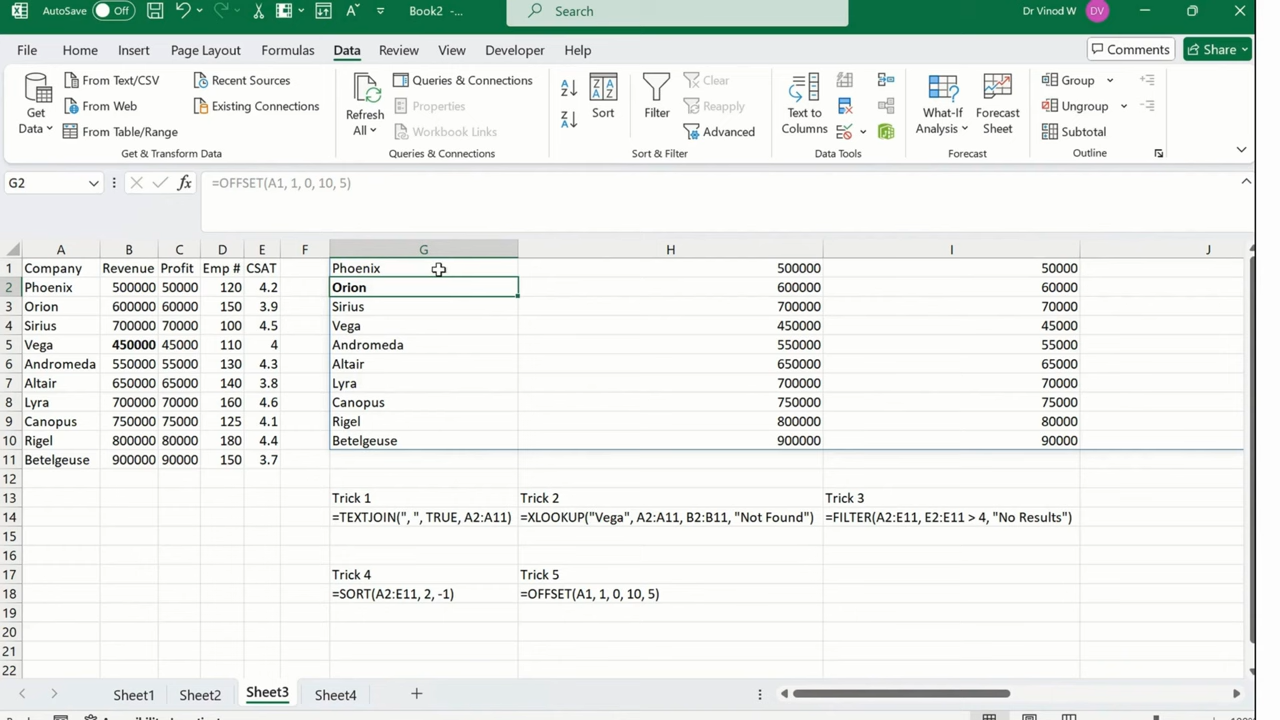 AutoSave Off Book2 -... Search Dr Vinod W DV
File Home Insert Page Layout Formulas Data Review View Developer Help Comments Share
Get Data
From Text/CSV
From Web
From Table/Range
Recent Sources
Existing Connections
Get & Transform Data
Refresh All
Queries & Connections
Properties
Workbook Links
Queries & Connections
Sort
Filter
Clear
Reapply
Advanced
Sort & Filter
Text to Columns
Data Tools
What-If Analysis
Forecast Sheet
Forecast
Group
Ungroup
Subtotal
Outline
G2 fx =OFFSET(A1, 1, 0, 10, 5)
A B C D E F G H I J
1 Company Revenue Profit Emp # CSAT Phoenix 500000 50000
2 Phoenix 500000 50000 120 4.2 Orion 600000 60000
3 Orion 600000 60000 150 3.9 Sirius 700000 70000
4 Sirius 700000 70000 100 4.5 Vega 450000 45000
5 Vega 450000 45000 110 4 Andromeda 550000 55000
6 Andromeda 550000 55000 130 4.3 Altair 650000 65000
7 Altair 650000 65000 140 3.8 Lyra 700000 70000
8 Lyra 700000 70000 160 4.6 Canopus 750000 75000
9 Canopus 750000 75000 125 4.1 Rigel 800000 80000
10 Rigel 800000 80000 180 4.4 Betelgeuse 900000 90000
11 Betelgeuse 900000 90000 150 3.7
12
13 Trick 1 Trick 2 Trick 3
14 =TEXTJOIN(", ", TRUE, A2:A11) =XLOOKUP("Vega", A2:A11, B2:B11, "Not Found") =FILTER(A2:E11, E2:E11 > 4, "No Results")
15
16
17 Trick 4 Trick 5
18 =SORT(A2:E11, 2, -1) =OFFSET(A1, 1, 0, 10, 5)
19
20
21
22
Sheet1 Sheet2 Sheet3 Sheet4